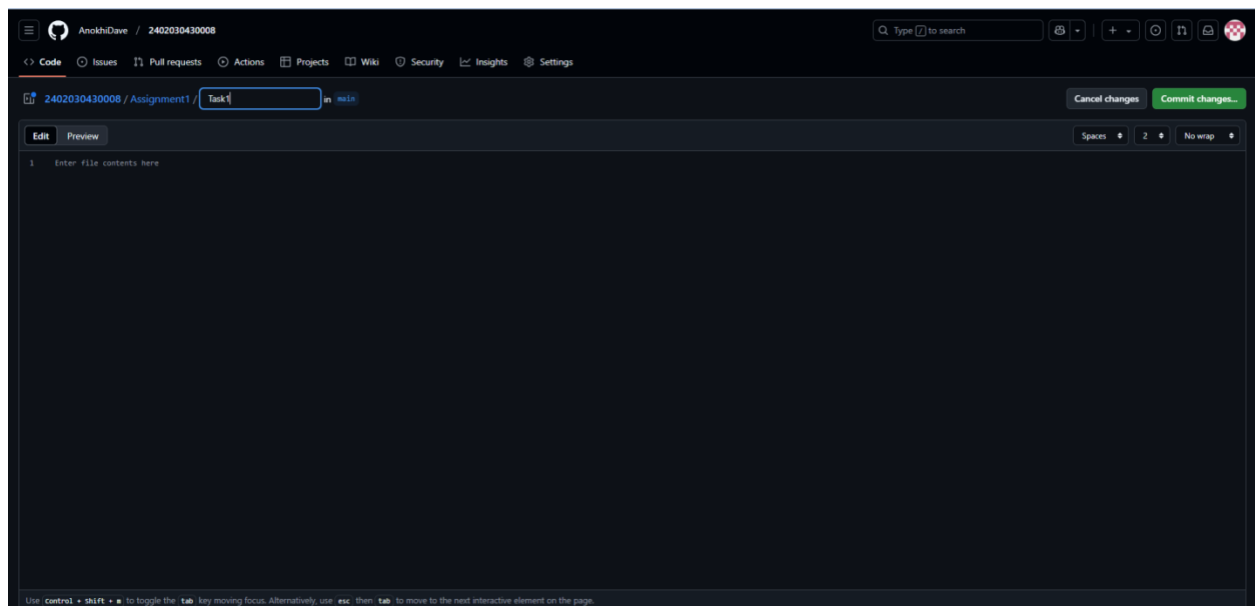 AnokhiDave / 2402030430008
Type / to search
Code Issues Pull requests Actions Projects Wiki Security Insights Settings
2402030430008 / Assignment1 / Task1 in main
Cancel changes Commit changes...
Edit Preview
Spaces 2 No wrap
1 Enter file contents here
Use Control + Shift + m to toggle the tab key moving focus. Alternatively, use esc then tab to move to the next interactive element on the page.